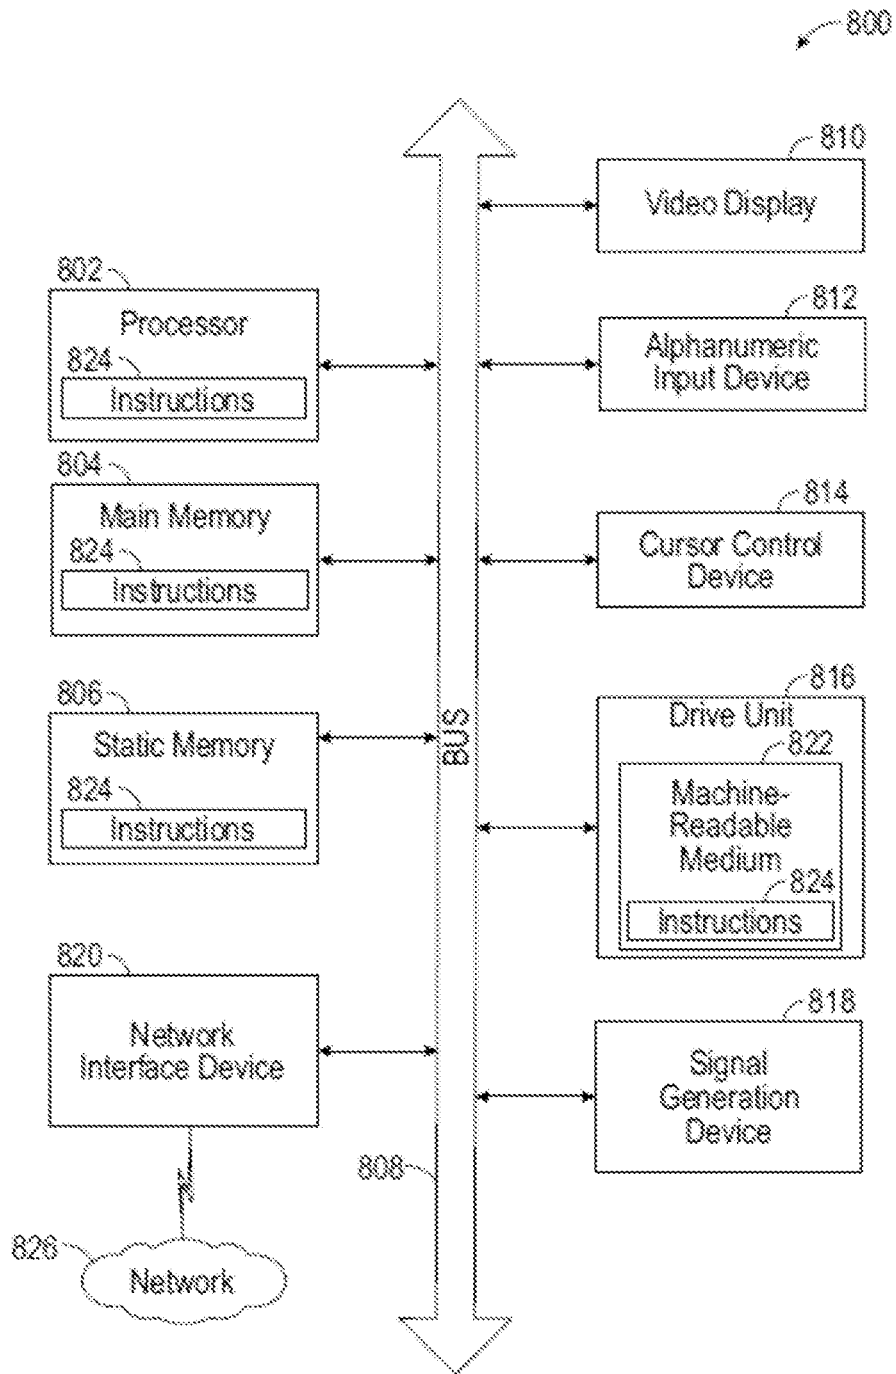 800
810
Video Display
802
Processor
824
Instructions
812
Alphanumeric
Input Device
804
Main Memory
824
Instructions
814
Cursor Control
Device
806
Static Memory
824
Instructions
BUS
816
Drive Unit
822
Machine-
Readable
Medium
824
Instructions
820
Network
Interface Device
818
Signal
Generation
Device
808
826
Network